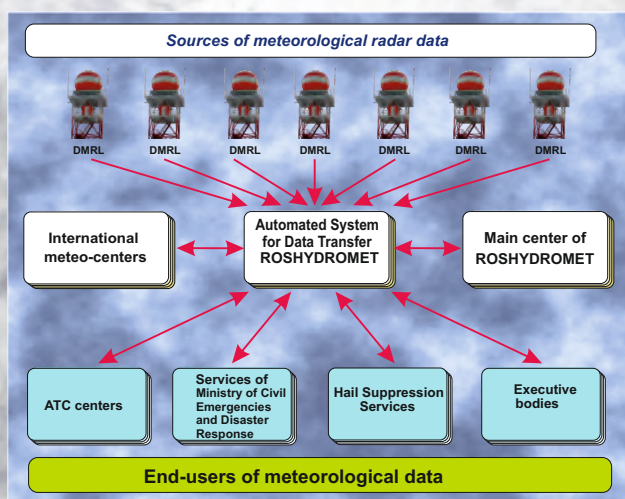 Sources of meteorological radar data
DMRL DMRL DMRL DMRL DMRL DMRL DMRL
International
meteo-centers
Automated System
for Data Transfer
ROSHYDROMET
Main center of
ROSHYDROMET
ATC centers
Services of
Ministry of Civil
Emergencies
and Disaster
Response
Hail Suppression
Services
Executive
bodies
End-users of meteorological data